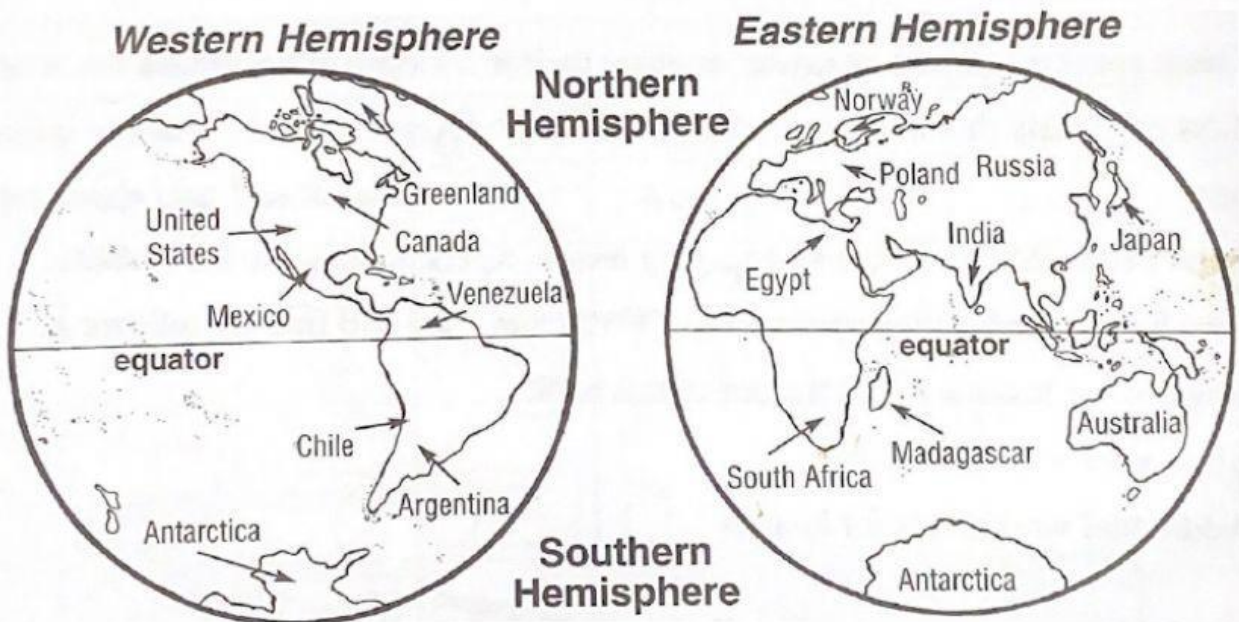 Western Hemisphere
Eastern Hemisphere
Northern
Hemisphere
Greenland
United
States
Canada
Mexico
Venezuela
equator
Chile
Argentina
Antarctica
Norway
Poland
Russia
India
Japan
Egypt
equator
Australia
Madagascar
South Africa
Antarctica
Southern
Hemisphere